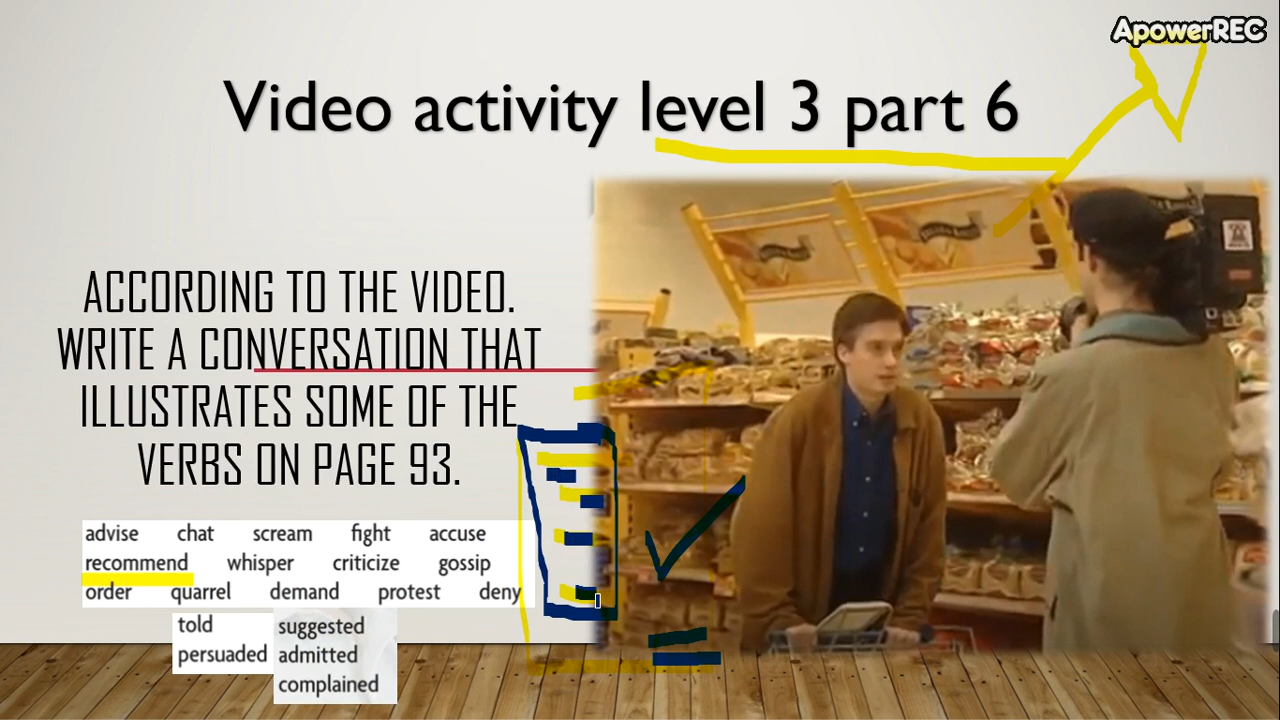 ApowerREC
Video activity level 3 part 6
ACCORDING TO THE VIDEO.
WRITE A CONVERSATION THAT
ILLUSTRATES SOME OF THE
VERBS ON PAGE 93.
advise chat scream fight accuse
recommend whisper criticize gossip
order quarrel demand protest deny
told
persuaded
suggested
admitted
complained